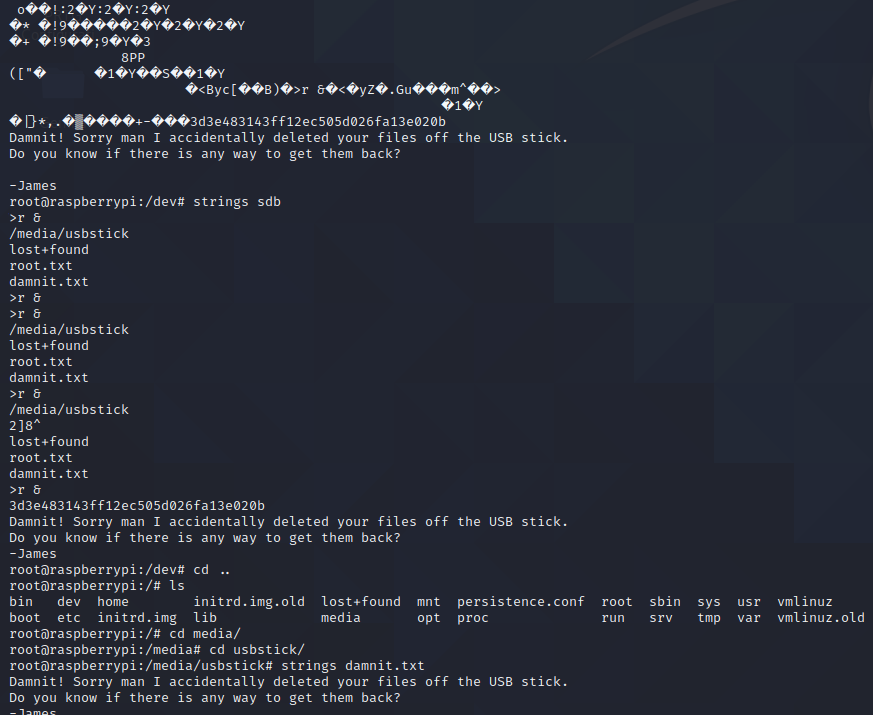 o��!:2�Y:2�Y:2�Y
�* �!9�����2�Y�2�Y�2�Y
�+ �!9��;9�Y�3
8PP
(["� �1�Y��S��1�Y
�<Byc[��B)�>r &�<�yZ�.Gu���m^��>
�1�Y
�|}*,.�▒����+-���3d3e483143ff12ec505d026fa13e020b
Damnit! Sorry man I accidentally deleted your files off the USB stick.
Do you know if there is any way to get them back?
-James
root@raspberrypi:/dev# strings sdb
>r &
/media/usbstick
lost+found
root.txt
damnit.txt
>r &
>r &
/media/usbstick
lost+found
root.txt
damnit.txt
>r &
/media/usbstick
2]8^
lost+found
root.txt
damnit.txt
>r &
3d3e483143ff12ec505d026fa13e020b
Damnit! Sorry man I accidentally deleted your files off the USB stick.
Do you know if there is any way to get them back?
-James
root@raspberrypi:/dev# cd ..
root@raspberrypi:/# ls
bin dev home initrd.img.old lost+found mnt persistence.conf root sbin sys usr vmlinuz
boot etc initrd.img lib media opt proc run srv tmp var vmlinuz.old
root@raspberrypi:/# cd media/
root@raspberrypi:/media# cd usbstick/
root@raspberrypi:/media/usbstick# strings damnit.txt
Damnit! Sorry man I accidentally deleted your files off the USB stick.
Do you know if there is any way to get them back?
-James